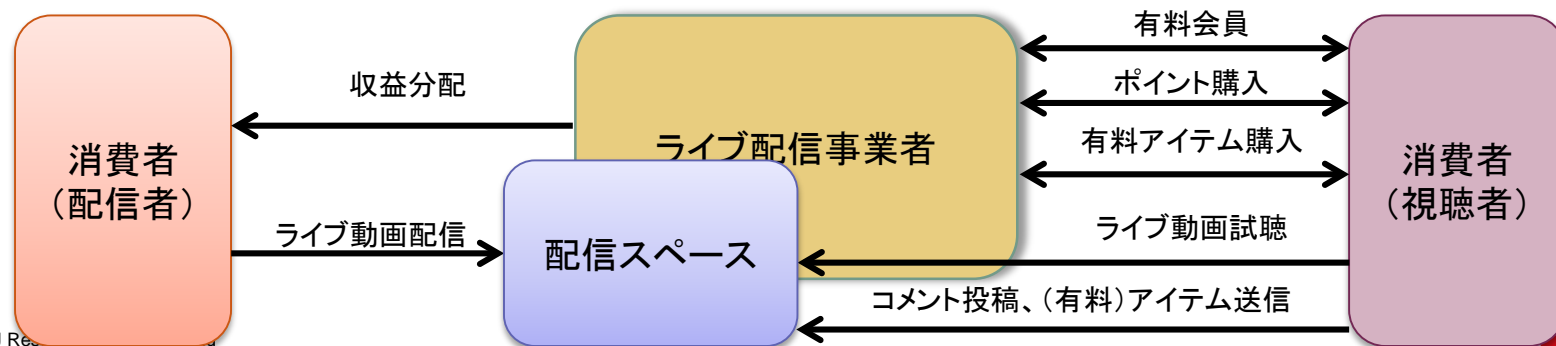 有料会員
収益分配
ポイント購入
ライブ配信事業者
有料アイテム購入
消費者
（配信者）
消費者
（視聴者）
ライブ動画配信
配信スペース
ライブ動画試聴
コメント投稿、（有料）アイテム送信